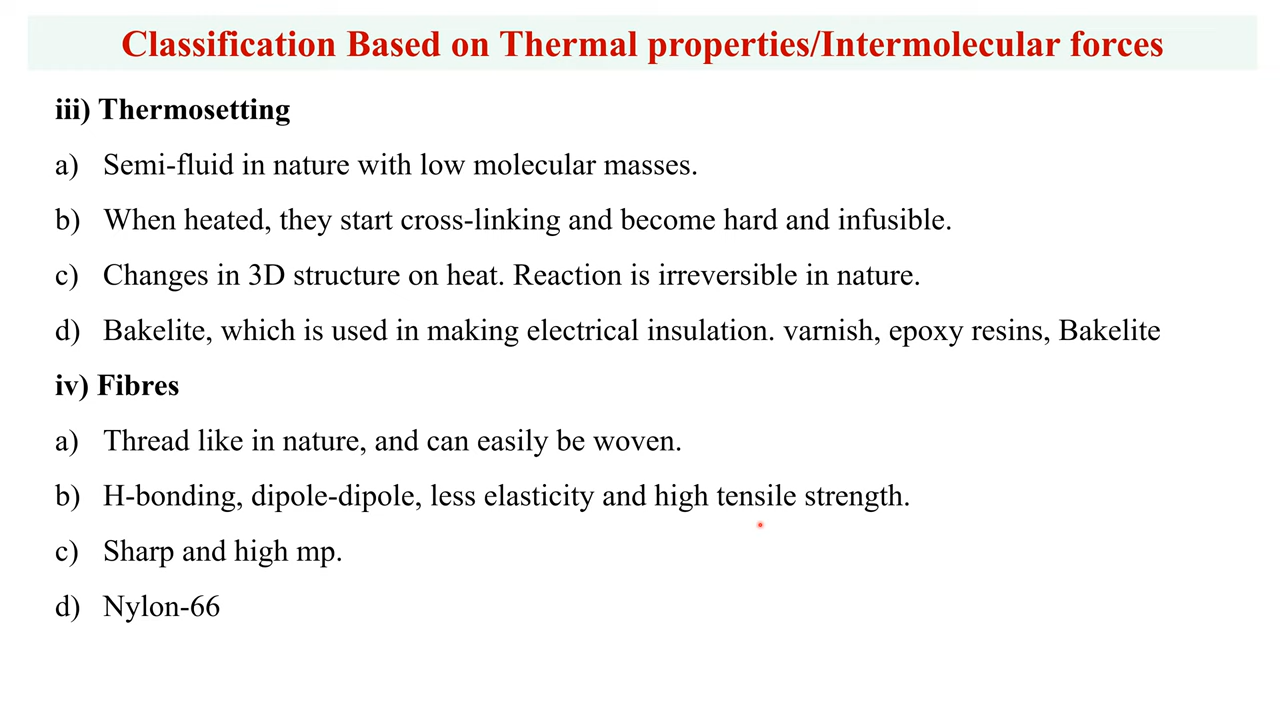 Classification Based on Thermal properties/Intermolecular forces
iii) Thermosetting
a) Semi-fluid in nature with low molecular masses.
b) When heated, they start cross-linking and become hard and infusible.
c) Changes in 3D structure on heat. Reaction is irreversible in nature.
d) Bakelite, which is used in making electrical insulation. varnish, epoxy resins, Bakelite
iv) Fibres
a) Thread like in nature, and can easily be woven.
b) H-bonding, dipole-dipole, less elasticity and high tensile strength.
c) Sharp and high mp.
d) Nylon-66